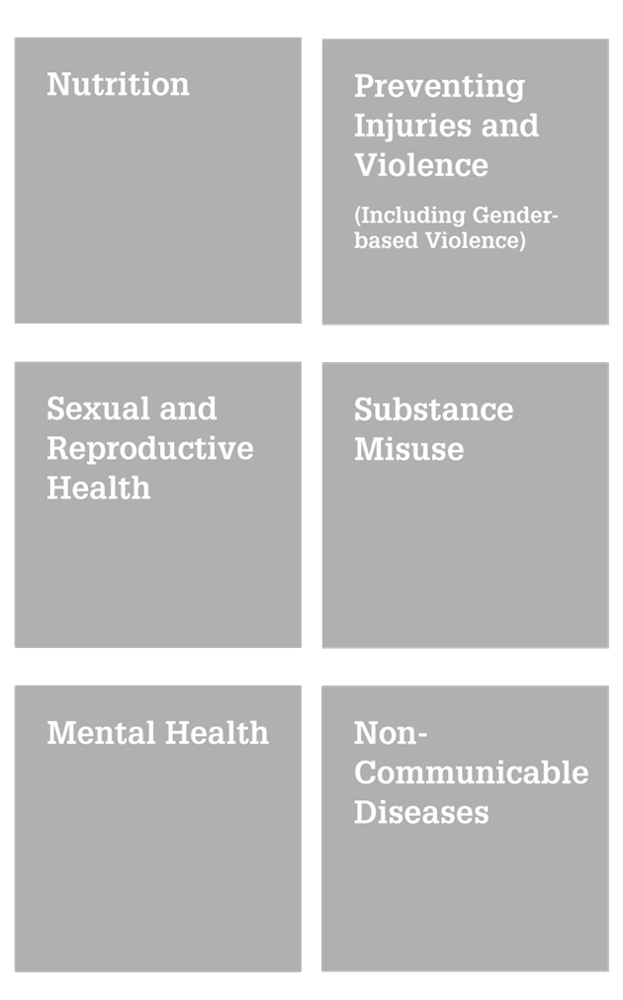 Nutrition
Preventing
Injuries and
Violence
(Including Gender-
based Violence)
Sexual and
Reproductive
Health
Substance
Misuse
Mental Health
Non-
Communicable
Diseases